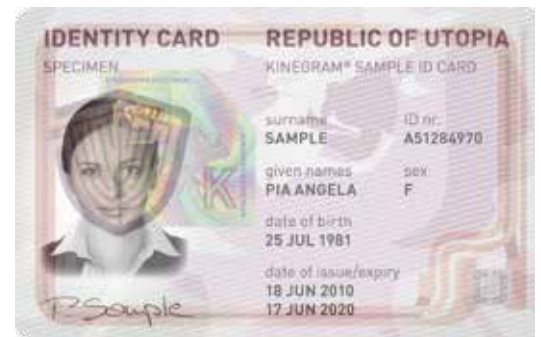 IDENTITY CARD
REPUBLIC OF UTOPIA
SPECIMEN
KINEGRAM® SAMPLE ID CARD
surname
ID nr.
SAMPLE
A51284970
given names
sex
PIA ANGELA
F
date of birth
25 JUL 1981
date of issue/expiry
18 JUN 2010
17 JUN 2020
P Sample
K